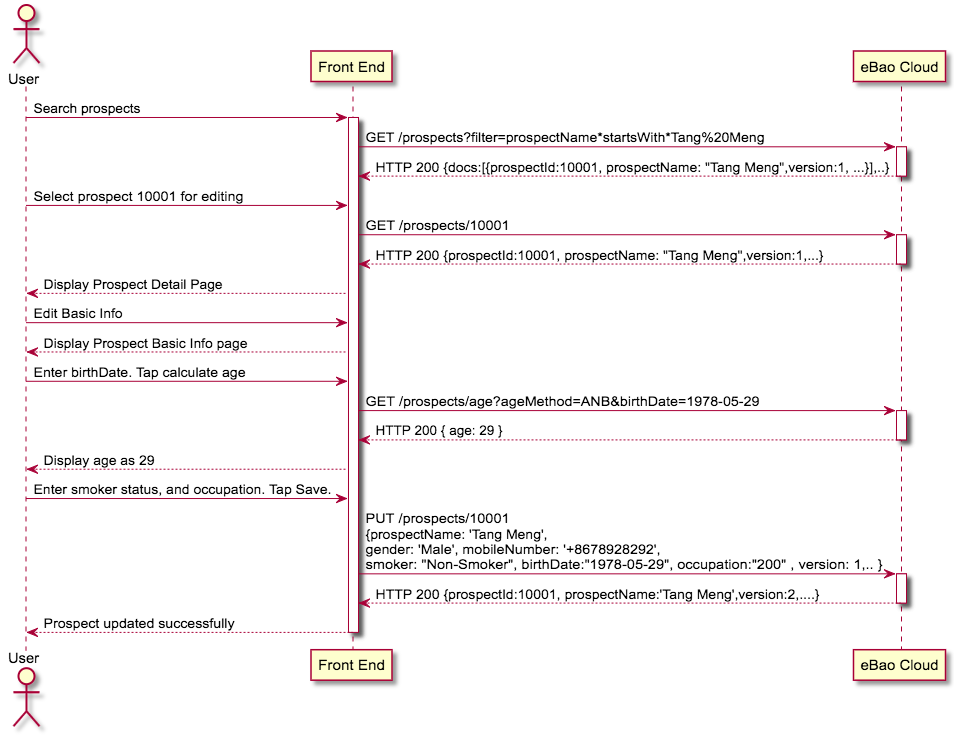 User
Front End
eBao Cloud
Search prospects
GET /prospects?filter=prospectName*startsWith*Tang%20Meng
HTTP 200 {docs:[{prospectId:10001, prospectName: "Tang Meng",version:1, ...}],..}
Select prospect 10001 for editing
GET /prospects/10001
HTTP 200 {prospectId:10001, prospectName: "Tang Meng",version:1,...}
Display Prospect Detail Page
Edit Basic Info
Display Prospect Basic Info page
Enter birthDate. Tap calculate age
GET /prospects/age?ageMethod=ANB&birthDate=1978-05-29
HTTP 200 { age: 29 }
Display age as 29
Enter smoker status, and occupation. Tap Save.
PUT /prospects/10001
{prospectName: 'Tang Meng',
gender: 'Male', mobileNumber: '+8678928292',
smoker: "Non-Smoker", birthDate:"1978-05-29", occupation:"200" , version: 1,.. }
HTTP 200 {prospectId:10001, prospectName:'Tang Meng',version:2,....}
Prospect updated successfully
User
Front End
eBao Cloud